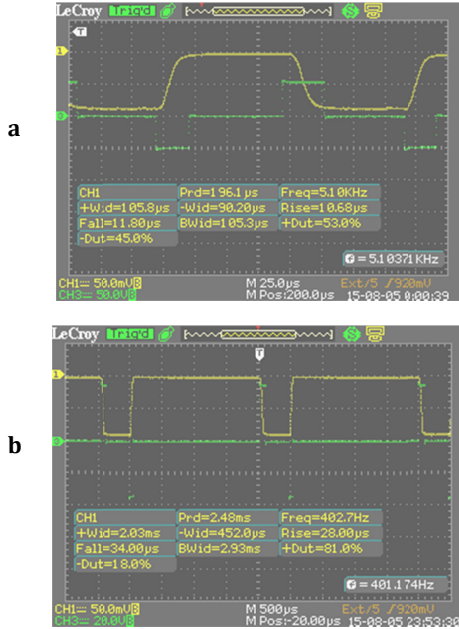 a
LeCroy Trig'd S
T
1
3
CH1 Prd=196.1μs Freq=5.10KHz
+Wid=105.8μs -Wid=90.20μs Rise=10.68μs
Fall=11.80μs BWid=105.3μs +Dut=53.0%
-Dut=45.0%
f = 5.10371KHz
CH1= 50.0mVB M 25.0μs Ext/5 920mV
CH3= 50.0VB M Pos:200.0μs 15-08-05 0:00:39
b
LeCroy Trig'd S
T
1
CH1 Prd=2.48ms Freq=402.7Hz
+Wid=2.03ms -Wid=452.0μs Rise=28.00μs
Fall=34.00μs BWid=2.93ms +Dut=81.0%
-Dut=18.0%
f = 401.174Hz
CH1= 50.0mVB M 500μs Ext/5 920mV
CH3= 20.0VB M Pos:-20.00μs 15-08-05 23:53:30